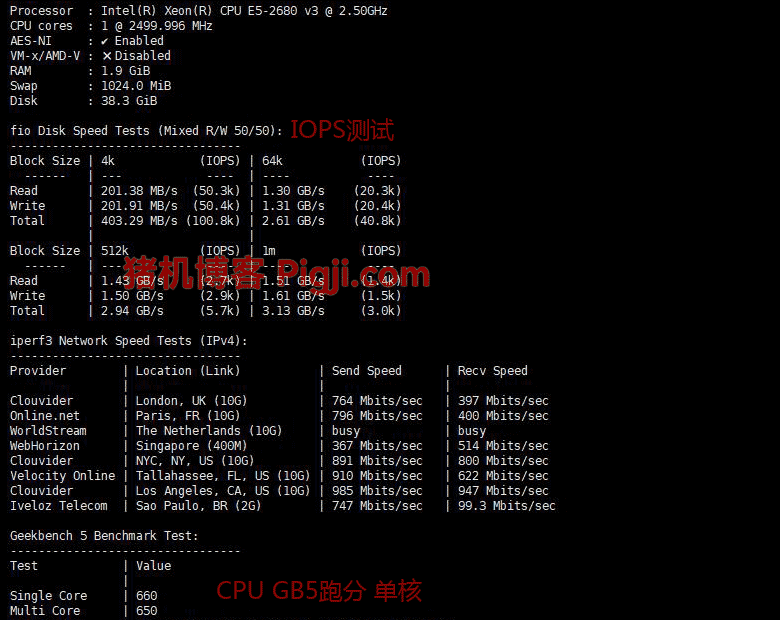 Processor  : Intel(R) Xeon(R) CPU E5-2680 v3 @ 2.50GHz
CPU cores  : 1 @ 2499.996 MHz
AES-NI     : ✔ Enabled
VM-x/AMD-V : ❌ Disabled
RAM        : 1.9 GiB
Swap       : 1024.0 MiB
Disk       : 38.3 GiB
fio Disk Speed Tests (Mixed R/W 50/50): IOPS测试
---------------------------------
Block Size | 4k            (IOPS) | 64k           (IOPS)
  ------   | ---            ----  | ----           ----
Read       | 201.38 MB/s  (50.3k) | 1.30 GB/s    (20.3k)
Write      | 201.91 MB/s  (50.4k) | 1.31 GB/s    (20.4k)
Total      | 403.29 MB/s (100.8k) | 2.61 GB/s    (40.8k)
           |                      |
Block Size | 512k          (IOPS) | 1m            (IOPS)
猪机博客 Pigji.com
  ------   | ---            ----  | ----           ----
Read       | 1.43 GB/s     (2.7k) | 1.51 GB/s     (1.4k)
Write      | 1.50 GB/s     (2.9k) | 1.61 GB/s     (1.5k)
Total      | 2.94 GB/s     (5.7k) | 3.13 GB/s     (3.0k)
iperf3 Network Speed Tests (IPv4):
---------------------------------
Provider        | Location (Link)           | Send Speed      | Recv Speed
                |                           |                 |
Clouvider       | London, UK (10G)          | 764 Mbits/sec   | 397 Mbits/sec
Online.net      | Paris, FR (10G)           | 796 Mbits/sec   | 400 Mbits/sec
WorldStream     | The Netherlands (10G)     | busy            | busy
WebHorizon      | Singapore (400M)          | 367 Mbits/sec   | 514 Mbits/sec
Clouvider       | NYC, NY, US (10G)         | 891 Mbits/sec   | 800 Mbits/sec
Velocity Online | Tallahassee, FL, US (10G) | 910 Mbits/sec   | 622 Mbits/sec
Clouvider       | Los Angeles, CA, US (10G) | 985 Mbits/sec   | 947 Mbits/sec
Iveloz Telecom  | Sao Paulo, BR (2G)        | 747 Mbits/sec   | 99.3 Mbits/sec
Geekbench 5 Benchmark Test:
---------------------------------
Test            | Value
                |
Single Core     | 660
CPU GB5跑分 单核
Multi Core      | 650